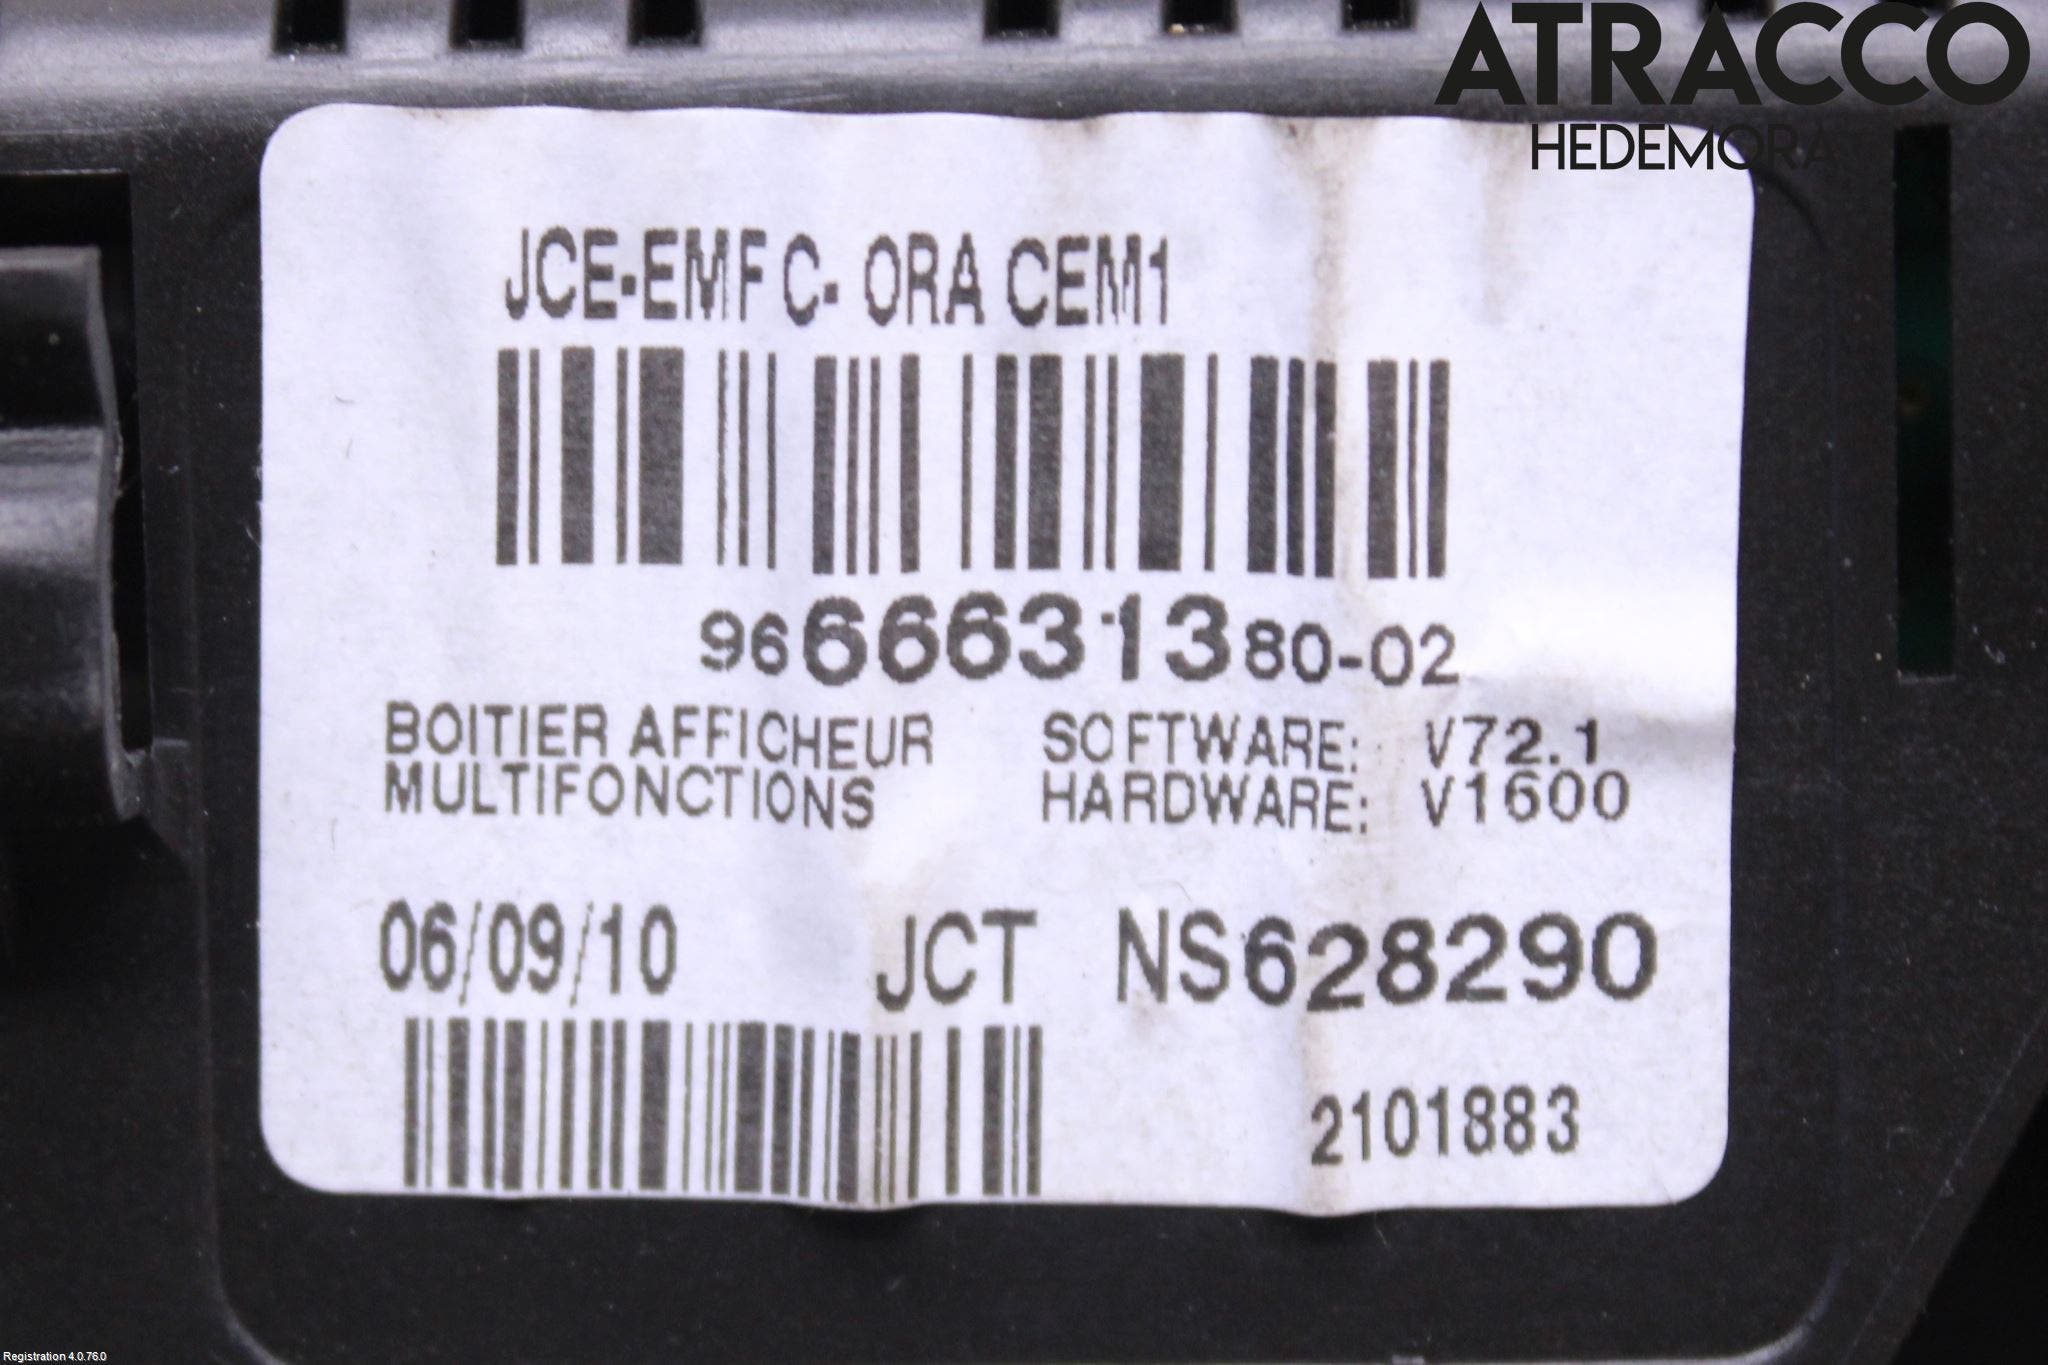 ATRACCO
HEDEMORA
JCE-EMF C- ORA CEM1
9666631380-02
BOITIER AFFICHEUR SOFTWARE: V72.1
MULTIFONCTIONS HARDWARE: V1600
06/09/10 JCT NS628290
2101883
Registration 4.0.76.0